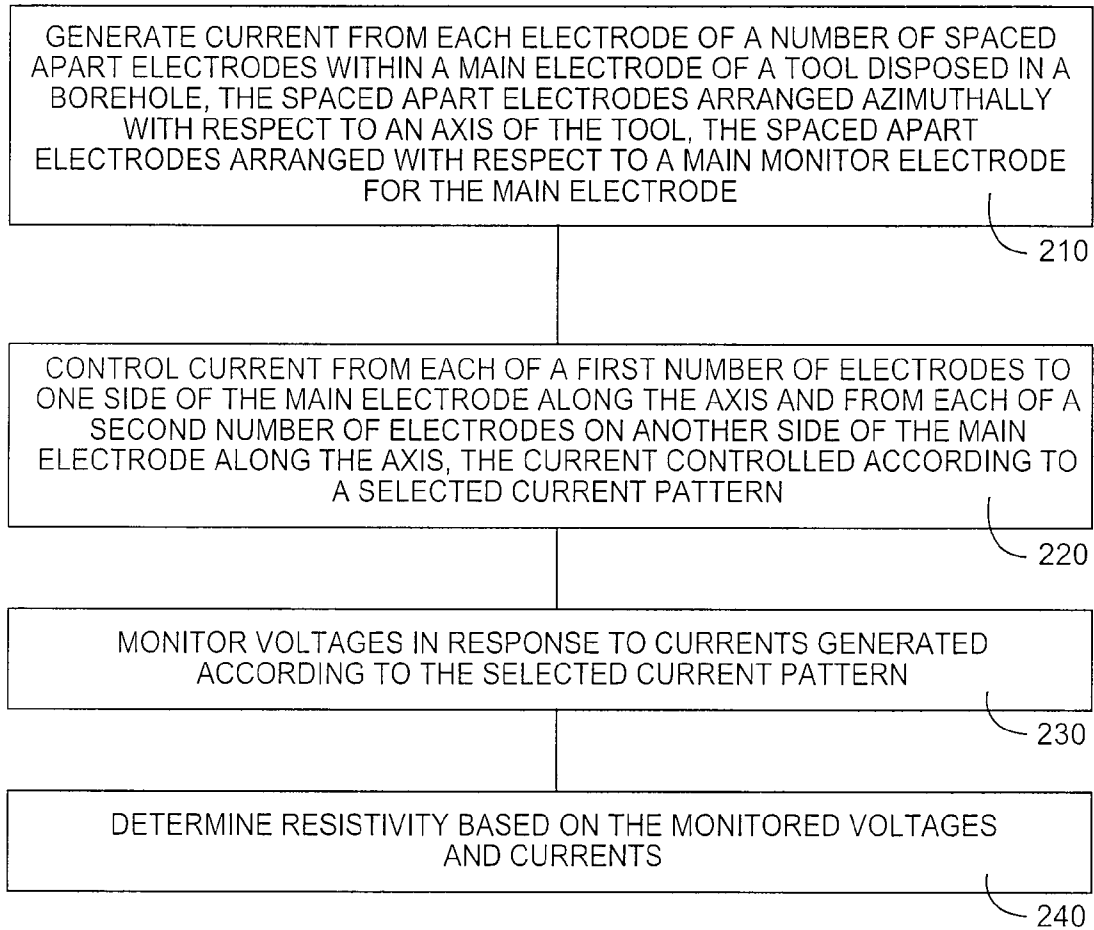 GENERATE CURRENT FROM EACH ELECTRODE OF A NUMBER OF SPACED
APART ELECTRODES WITHIN A MAIN ELECTRODE OF A TOOL DISPOSED IN A
BOREHOLE, THE SPACED APART ELECTRODES ARRANGED AZIMUTHALLY
WITH RESPECT TO AN AXIS OF THE TOOL, THE SPACED APART
ELECTRODES ARRANGED WITH RESPECT TO A MAIN MONITOR ELECTRODE
FOR THE MAIN ELECTRODE
210
CONTROL CURRENT FROM EACH OF A FIRST NUMBER OF ELECTRODES TO
ONE SIDE OF THE MAIN ELECTRODE ALONG THE AXIS AND FROM EACH OF A
SECOND NUMBER OF ELECTRODES ON ANOTHER SIDE OF THE MAIN
ELECTRODE ALONG THE AXIS, THE CURRENT CONTROLLED ACCORDING TO
A SELECTED CURRENT PATTERN
220
MONITOR VOLTAGES IN RESPONSE TO CURRENTS GENERATED
ACCORDING TO THE SELECTED CURRENT PATTERN
230
DETERMINE RESISTIVITY BASED ON THE MONITORED VOLTAGES
AND CURRENTS
240